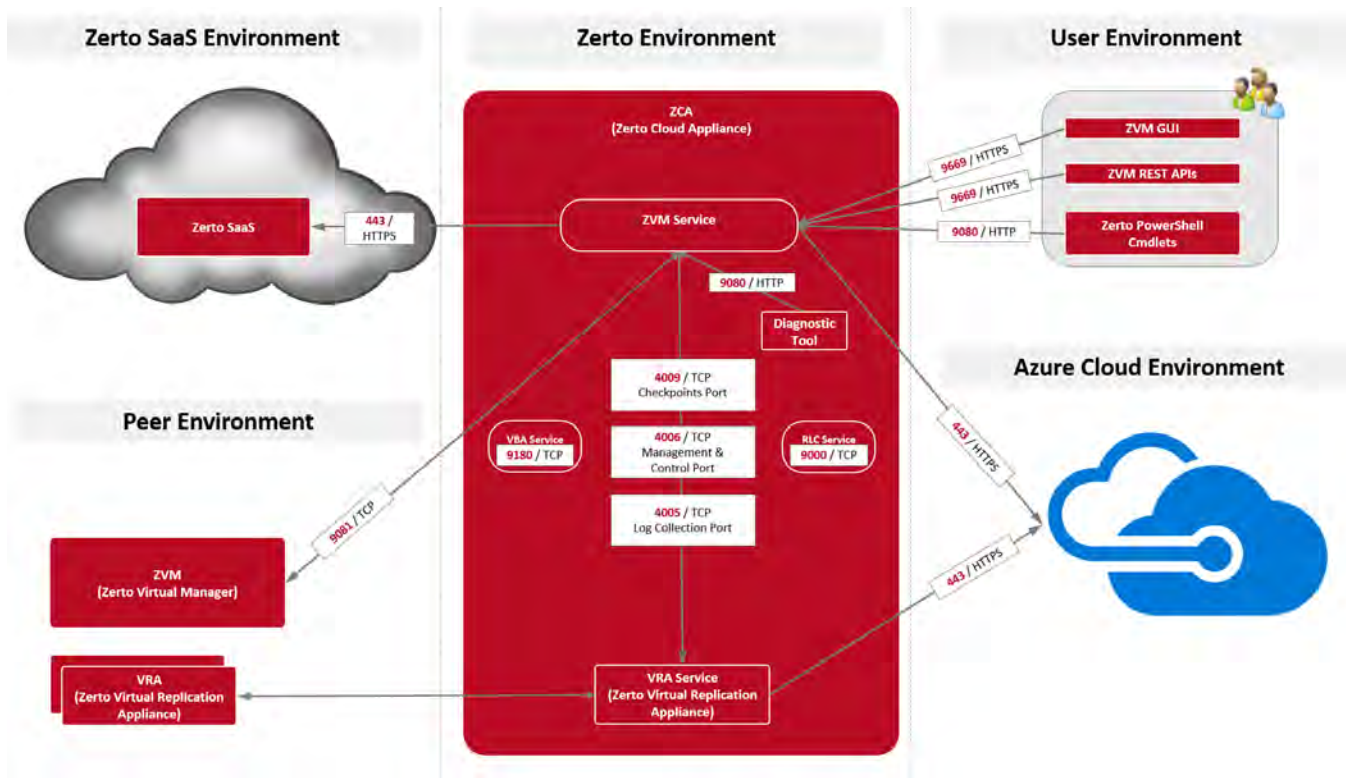 Zerto SaaS Environment
Zerto Environment
User Environment
ZCA
(Zerto Cloud Appliance)
ZVM GUI
9669 / HTTPS
ZVM REST APIs
9669 / HTTPS
Zerto SaaS
443 /
HTTPS
ZVM Service
9080 / HTTP
Zerto PowerShell
Cmdlets
9080 / HTTP
Diagnostic
Tool
Azure Cloud Environment
4009 / TCP
Checkpoints Port
Peer Environment
VBA Service
9180 / TCP
4006 / TCP
Management &
Control Port
RLC Service
9000 / TCP
443 / HTTPS
4005 / TCP
Log Collection Port
9081 / TCP
ZVM
(Zerto Virtual Manager)
443 / HTTPS
VRA
(Zerto Virtual Replication
Appliance)
VRA Service
(Zerto Virtual Replication
Appliance)